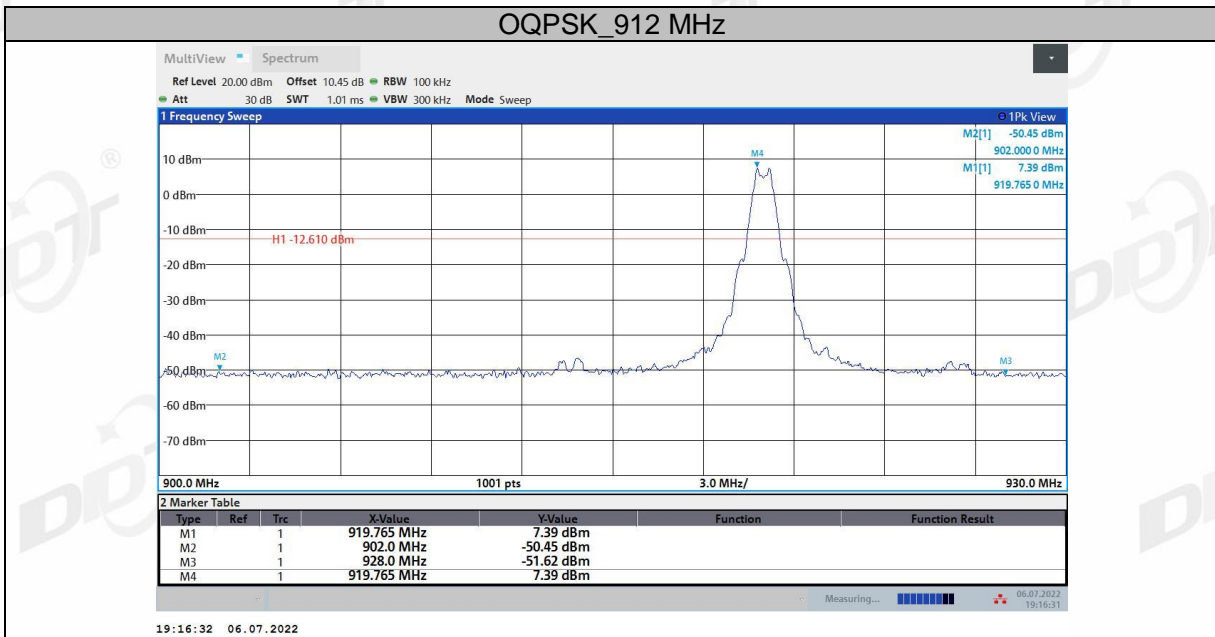 OQPSK_912 MHz
MultiView Spectrum
Ref Level 20.00 dBm Offset 10.45 dB RBW 100 kHz
Att 30 dB SWT 1.01 ms VBW 300 kHz Mode Sweep
1 Frequency Sweep 1Pk View
M2[1] -50.45 dBm
902.000 0 MHz
M1[1] 7.39 dBm
919.765 0 MHz
M4
10 dBm
0 dBm
-10 dBm
H1 -12.610 dBm
-20 dBm
-30 dBm
-40 dBm
M2
M3
-50 dBm
-60 dBm
-70 dBm
900.0 MHz 1001 pts 3.0 MHz/ 930.0 MHz
2 Marker Table
Type Ref Trc X-Value Y-Value Function Function Result
M1 1 919.765 MHz 7.39 dBm
M2 1 902.0 MHz -50.45 dBm
M3 1 928.0 MHz -51.62 dBm
M4 1 919.765 MHz 7.39 dBm
Measuring... 06.07.2022
19:16:31
19:16:32 06.07.2022
DDT
®
DDT
DDT